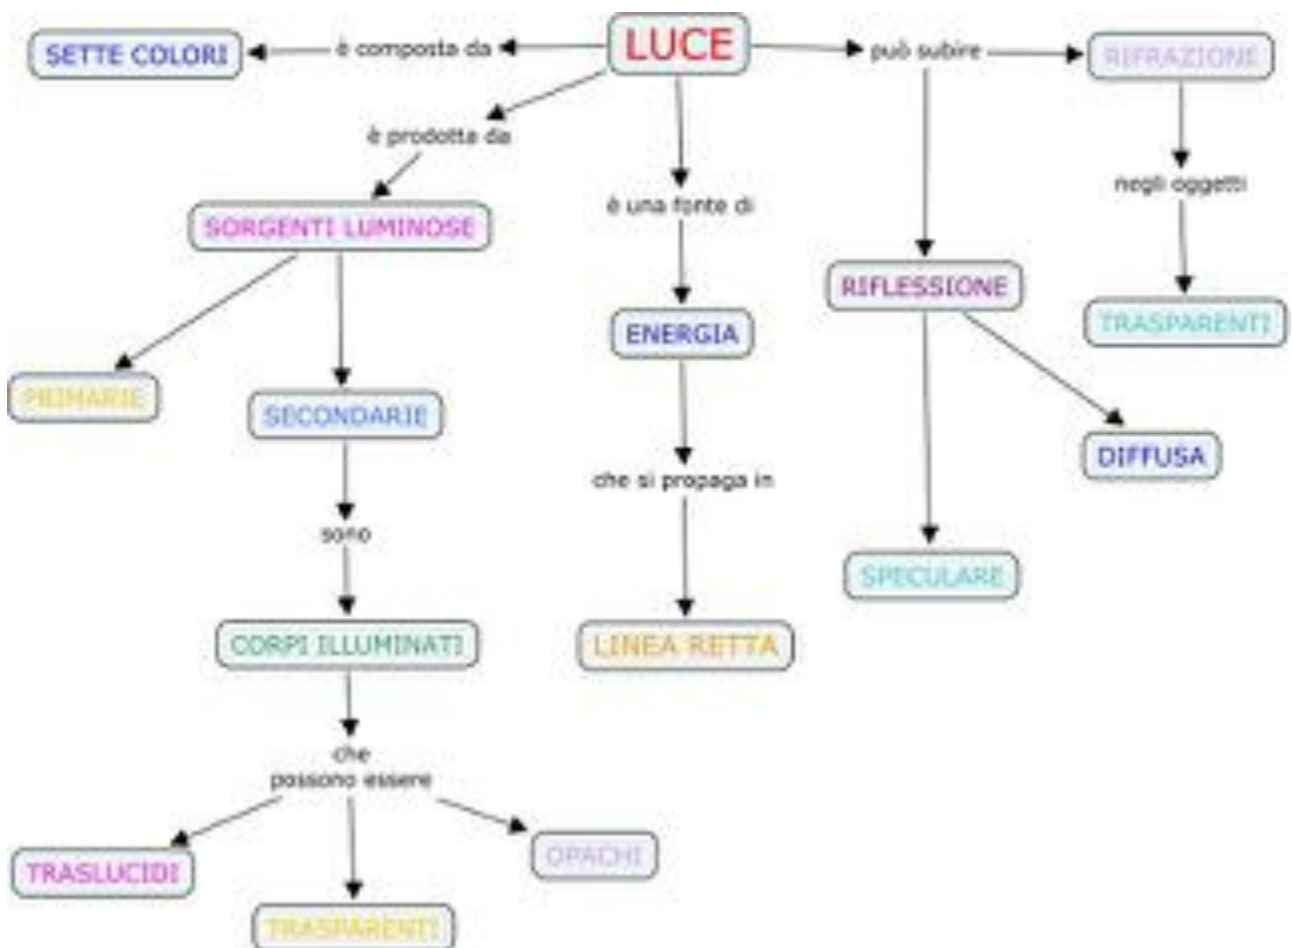 LUCE
SETTE COLORI
è composta da
può subire
RIFRAZIONE
è prodotta da
negli oggetti
è una fonte di
SORGENTI LUMINOSE
RIFLESSIONE
TRASPARENTI
ENERGIA
PRIMARIE
SECONDARIE
DIFFUSA
che si propaga in
sono
SPECULARE
CORPI ILLUMINATI
LINEA RETTA
che
possono essere
TRASLUCIDI
OPACHI
TRASPARENTI